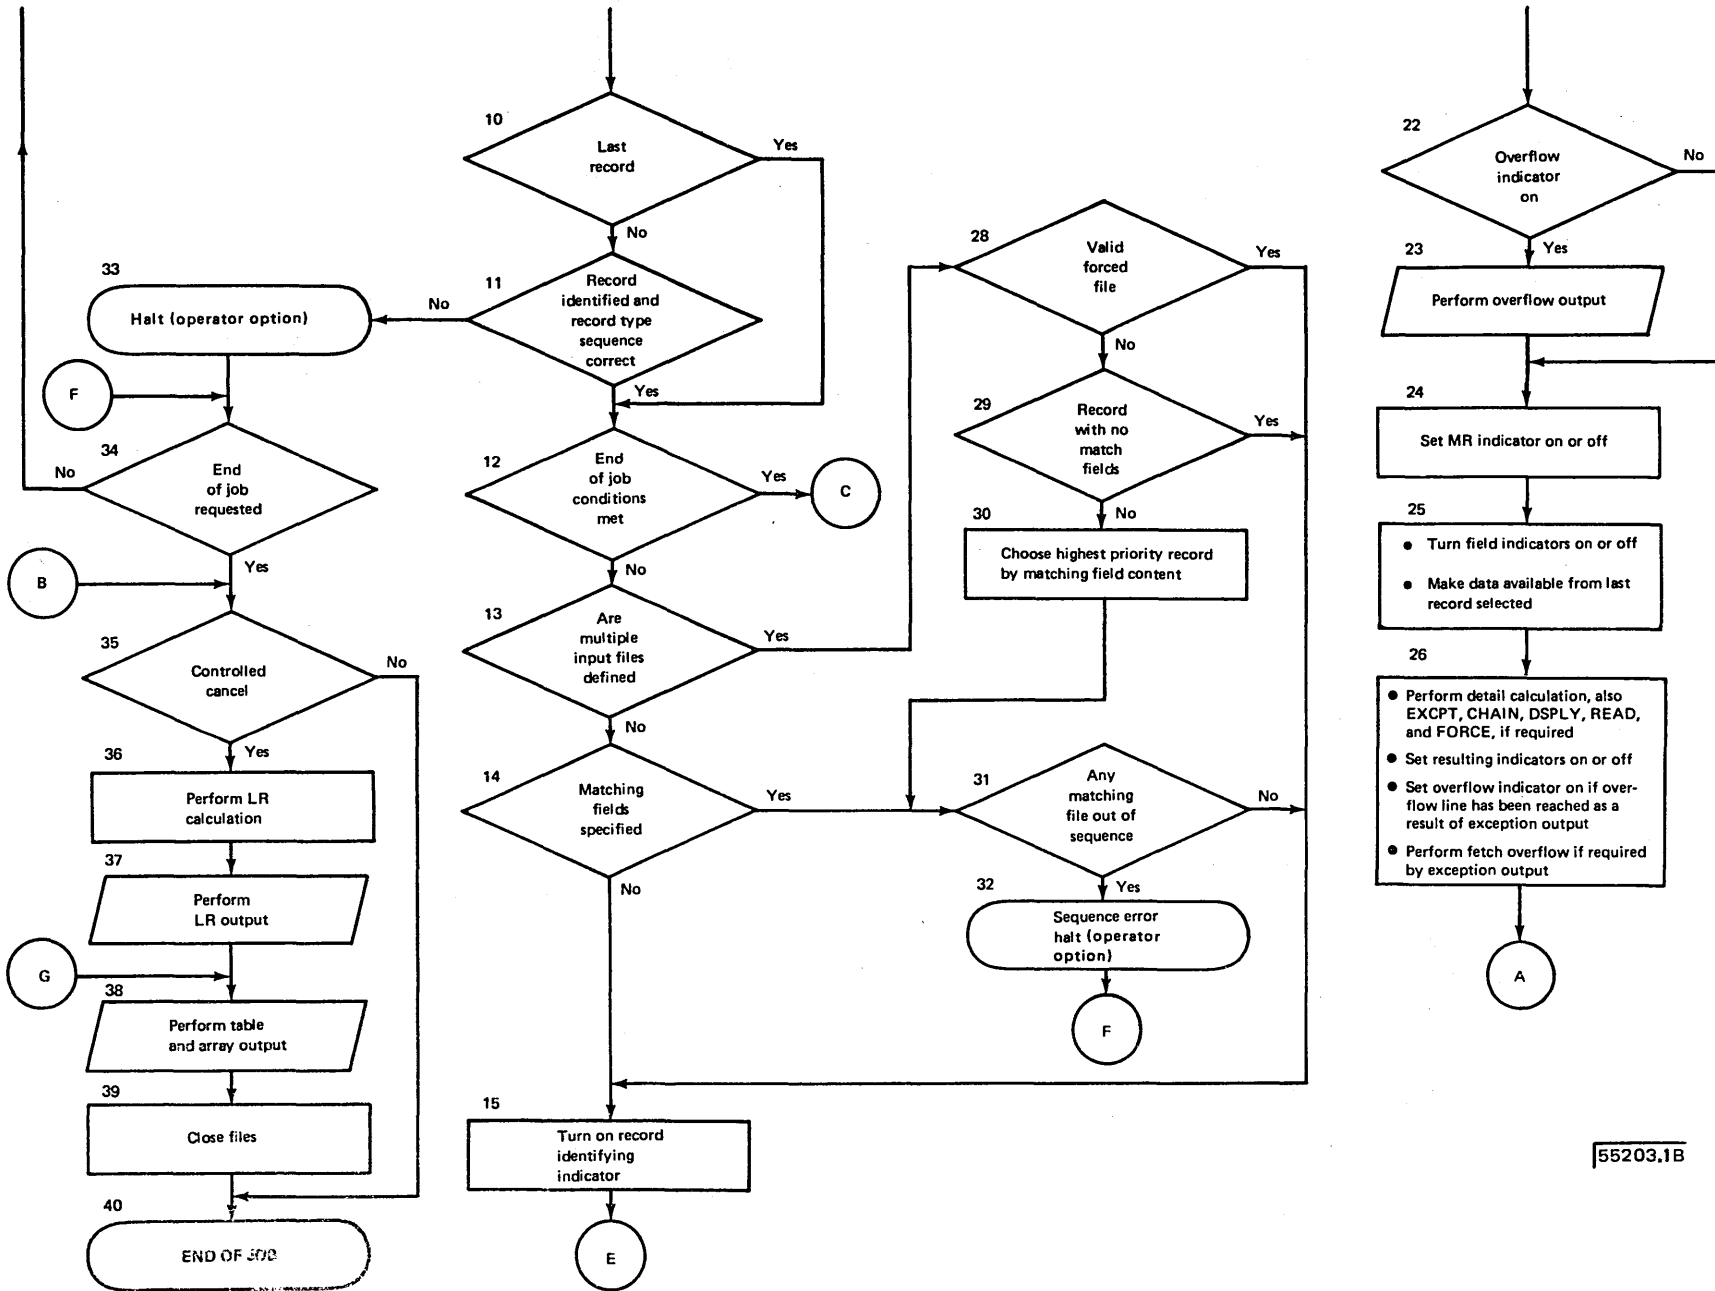 10
Last
record
Yes
No
11
Record
identified and
record type
sequence
correct
No
Yes
33
Halt (operator option)
F
34
End
of job
requested
No
Yes
B
35
Controlled
cancel
No
Yes
36
Perform LR
calculation
37
Perform
LR output
G
38
Perform table
and array output
39
Close files
40
END OF JOB
12
End
of job
conditions
met
Yes
C
No
13
Are
multiple
input files
defined
Yes
No
14
Matching
fields
specified
Yes
No
15
Turn on record
identifying
indicator
E
28
Valid
forced
file
Yes
No
29
Record
with no
match
fields
Yes
No
30
Choose highest priority record
by matching field content
31
Any
matching
file out of
sequence
No
Yes
32
Sequence error
halt (operator
option)
F
22
Overflow
indicator
on
No
Yes
23
Perform overflow output
24
Set MR indicator on or off
25
● Turn field indicators on or off
● Make data available from last
record selected
26
● Perform detail calculation, also
EXCPT, CHAIN, DSPLY, READ,
and FORCE, if required
● Set resulting indicators on or off
● Set overflow indicator on if over-
flow line has been reached as a
result of exception output
● Perform fetch overflow if required
by exception output
A
55203.1B